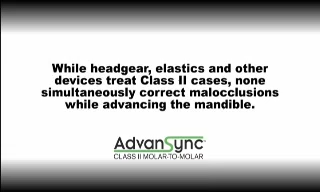 While headgear, elastics and other
devices treat Class II cases, none
simultaneously correct malocclusions
while advancing the mandible.
AdvanSync
CLASS II MOLAR-TO-MOLAR